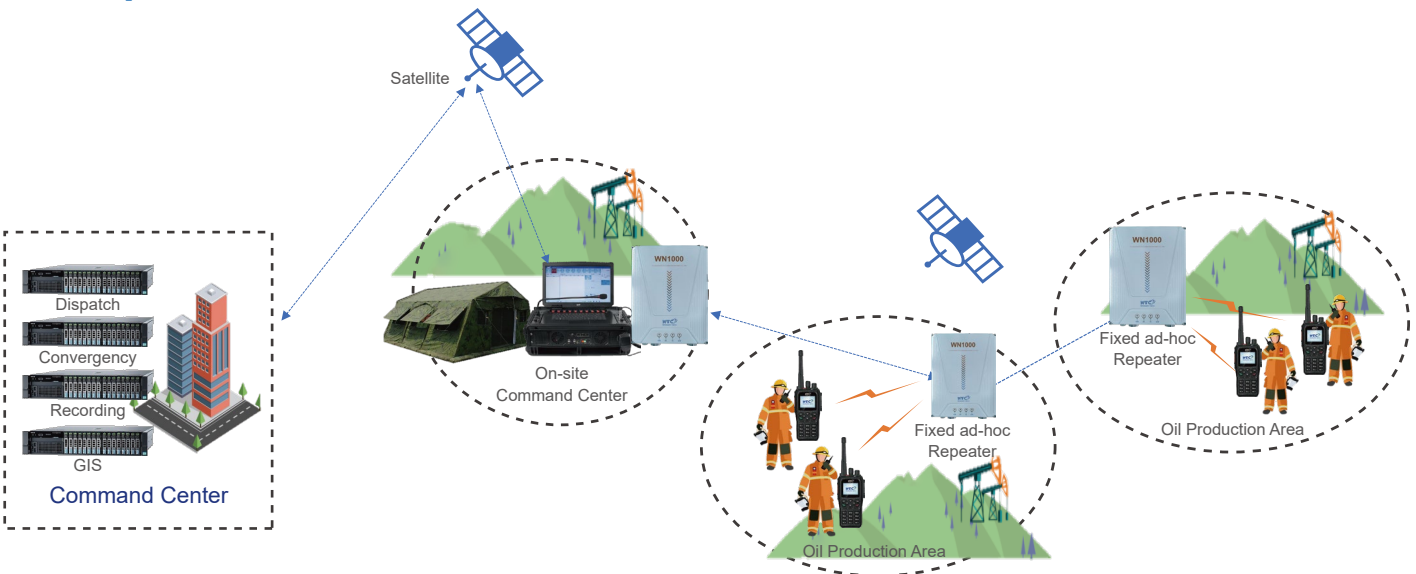 Satellite
Dispatch
Convergency
Recording
GIS
Command Center
WN1000
On-site
Command Center
WN1000
Fixed ad-hoc
Repeater
Oil Production Area
WN1000
Fixed ad-hoc
Repeater
Oil Production Area